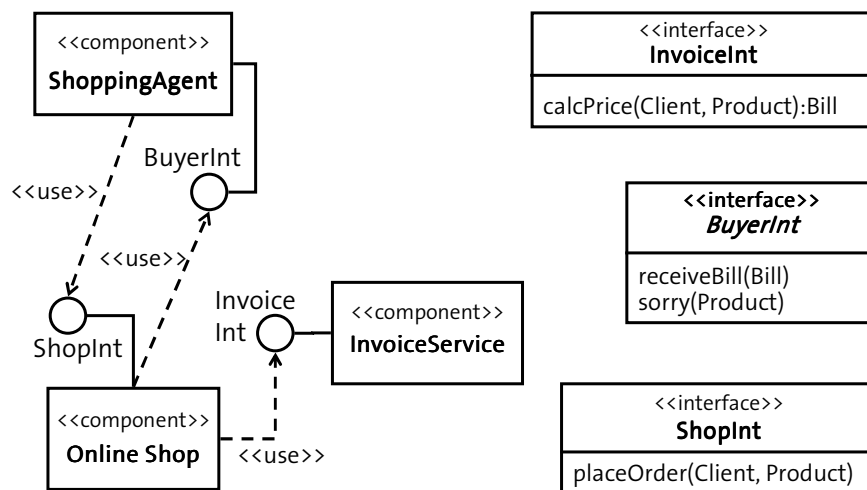 <<component>>
ShoppingAgent
BuyerInt
<<use>>
<<use>>
ShopInt
Invoice
Int
<<component>>
InvoiceService
<<component>>
Online Shop
<<use>>
<<interface>>
InvoiceInt
calcPrice(Client, Product):Bill
<<interface>>
BuyerInt
receiveBill(Bill)
sorry(Product)
<<interface>>
ShopInt
placeOrder(Client, Product)